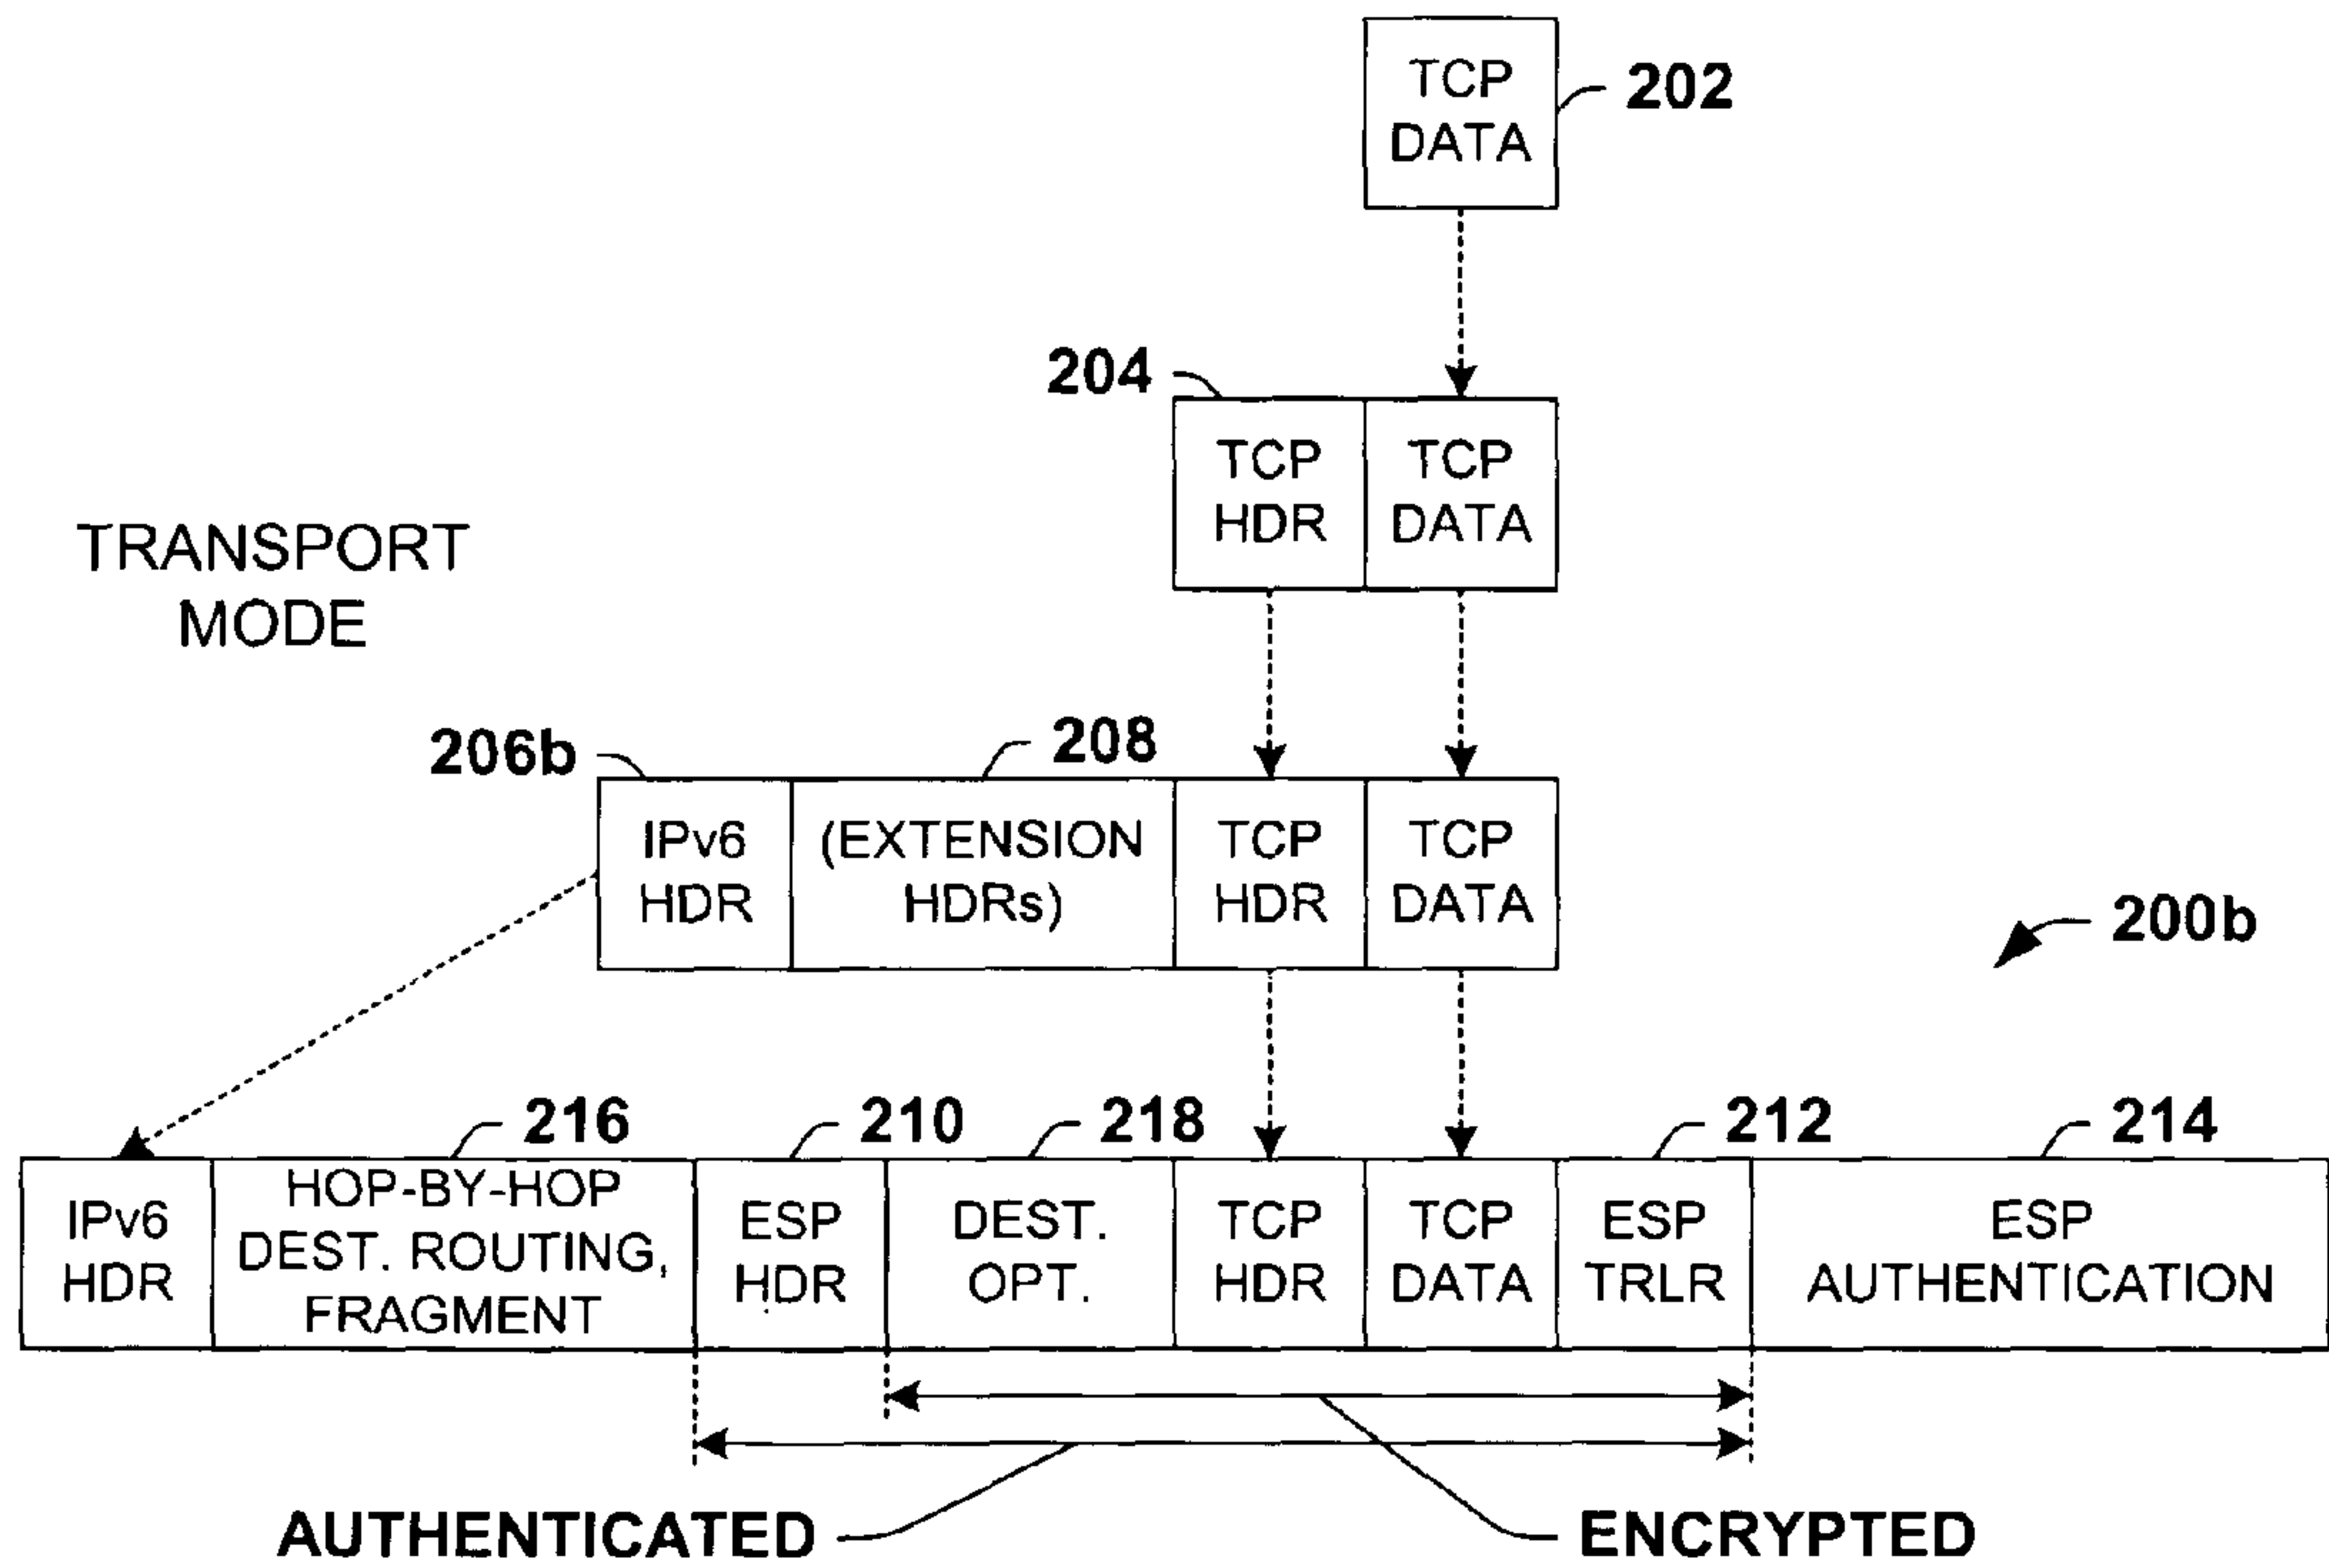 TCP
DATA
202
204
TCP
HDR
TCP
DATA
TRANSPORT
MODE
206b
208
IPv6
HDR
(EXTENSION
HDRs)
TCP
HDR
TCP
DATA
200b
216
210
218
212
214
IPv6
HDR
HOP-BY-HOP
DEST. ROUTING,
FRAGMENT
ESP
HDR
DEST.
OPT.
TCP
HDR
TCP
DATA
ESP
TRLR
ESP
AUTHENTICATION
AUTHENTICATED
ENCRYPTED